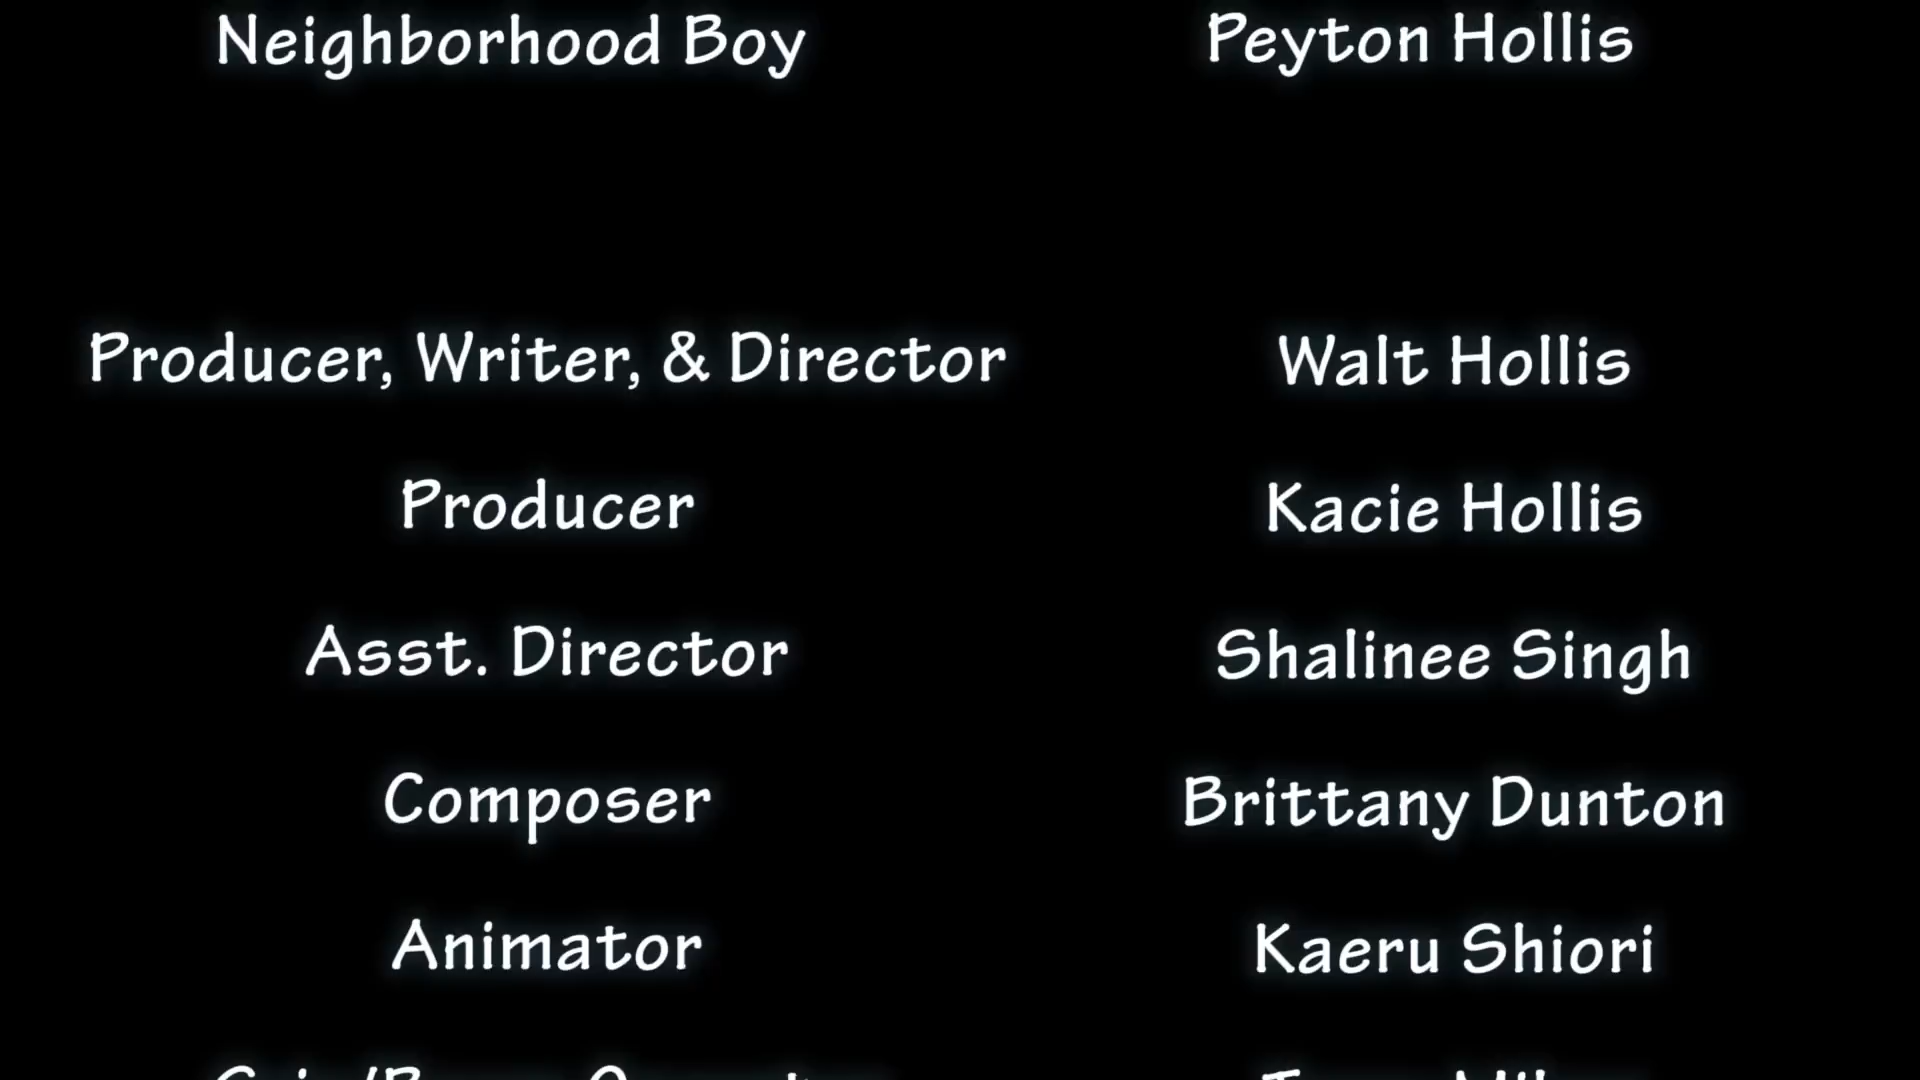 Neighborhood Boy Peyton Hollis
Producer, Writer, & Director Walt Hollis
Producer Kacie Hollis
Asst. Director Shalinee Singh
Composer Brittany Dunton
Animator Kaeru Shiori